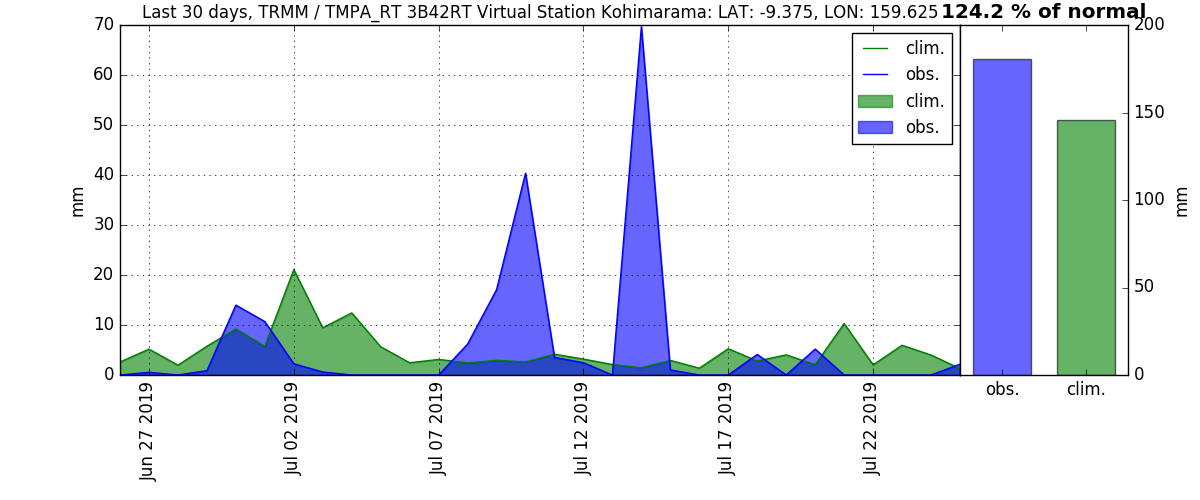 Last 30 days, TRMM / TMPA_RT 3B42RT Virtual Station Kohimarama: LAT: -9.375, LON: 159.625 124.2 % of normal
70
60
50
40
30
20
10
0
mm
clim.
obs.
clim.
obs.
Jun 27 2019
Jul 02 2019
Jul 07 2019
Jul 12 2019
Jul 17 2019
Jul 22 2019
200
150
100
50
0
mm
obs.
clim.